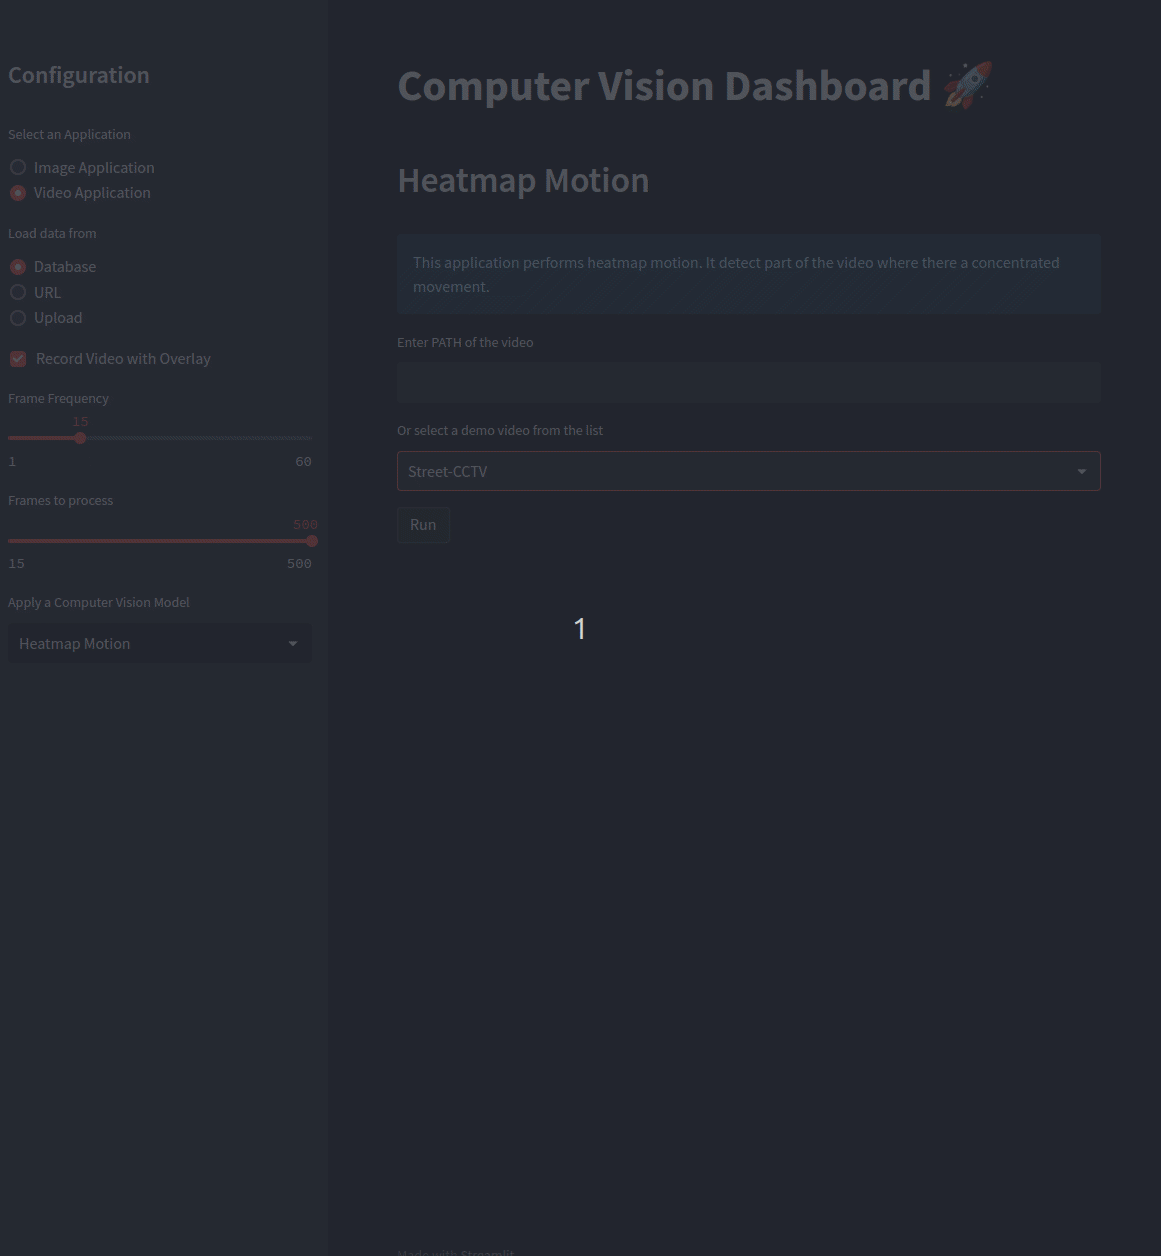 Configuration
Select an Application
Image Application
Video Application
Load data from
Database
URL
Upload
Record Video with Overlay
Frame Frequency
15
1 60
Frames to process
500
15 500
Apply a Computer Vision Model
Heatmap Motion
Computer Vision Dashboard 🚀
Heatmap Motion
This application performs heatmap motion. It detect part of the video where there a concentrated
movement.
Enter PATH of the video
Or select a demo video from the list
Street-CCTV
Run
1
Made with Streamlit